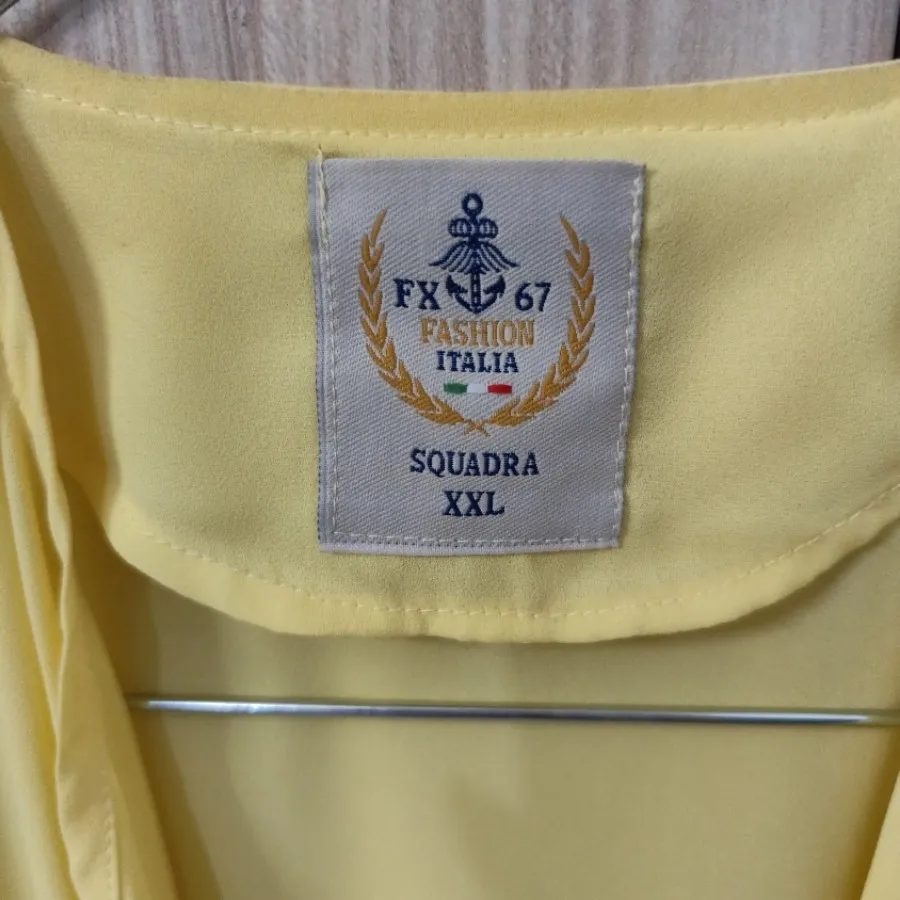 FX 67
FASHION
ITALIA
SQUADRA
XXL